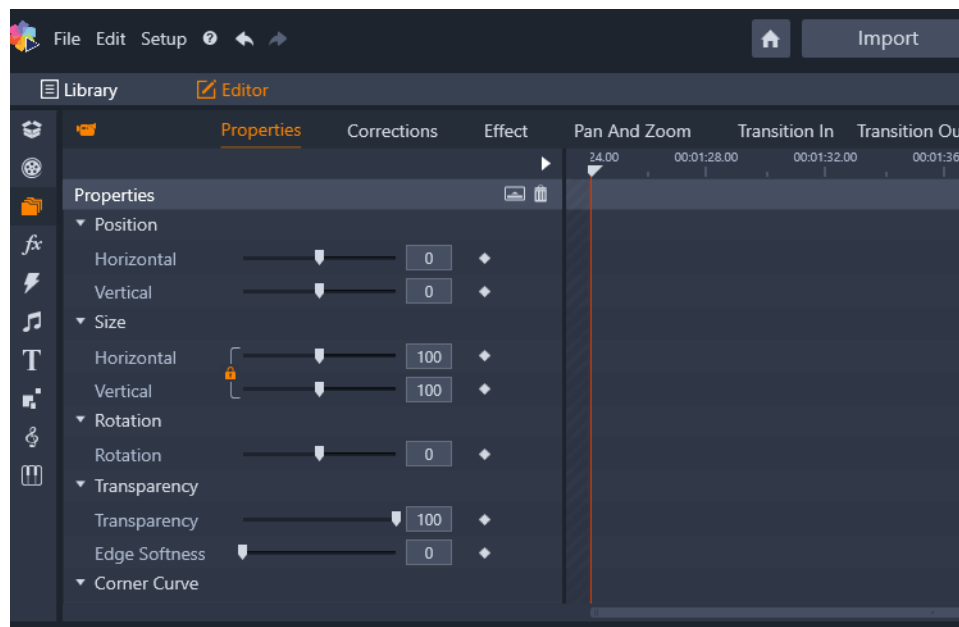 File Edit Setup Import
Library Editor
Properties Corrections Effect Pan And Zoom Transition In Transition Ou
24.00 00:01:28.00 00:01:32.00 00:01:36
Properties
Position
Horizontal 0
Vertical 0
Size
Horizontal 100
Vertical 100
Rotation
Rotation 0
Transparency
Transparency 100
Edge Softness 0
Corner Curve